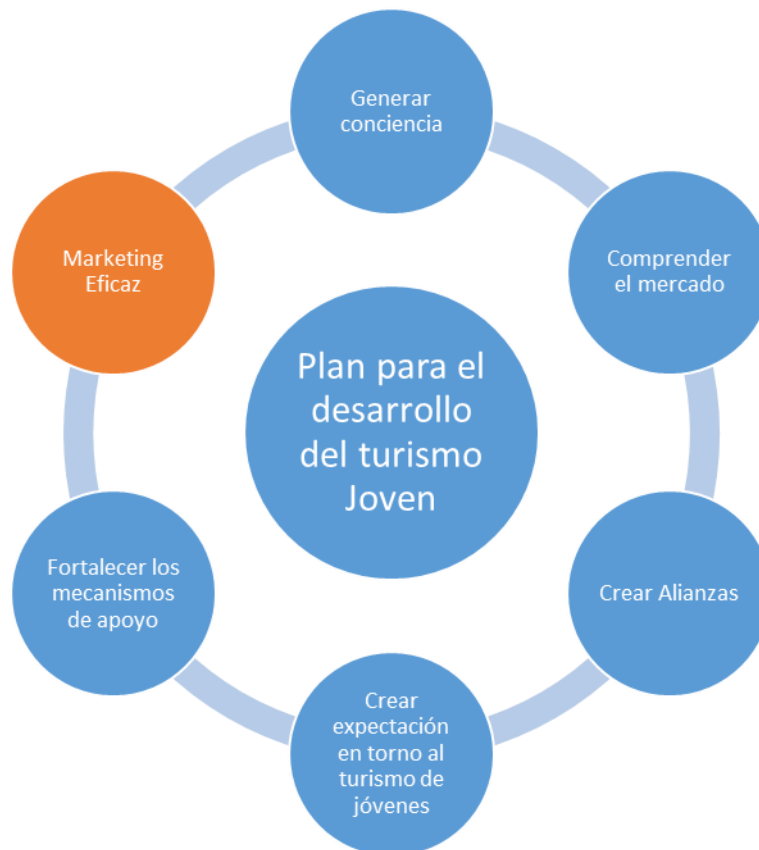 Generar
conciencia
Comprender
el mercado
Crear Alianzas
Crear
expectación
en torno al
turismo de
jóvenes
Fortalecer los
mecanismos
de apoyo
Marketing
Eficaz
Plan para el
desarrollo
del turismo
Joven